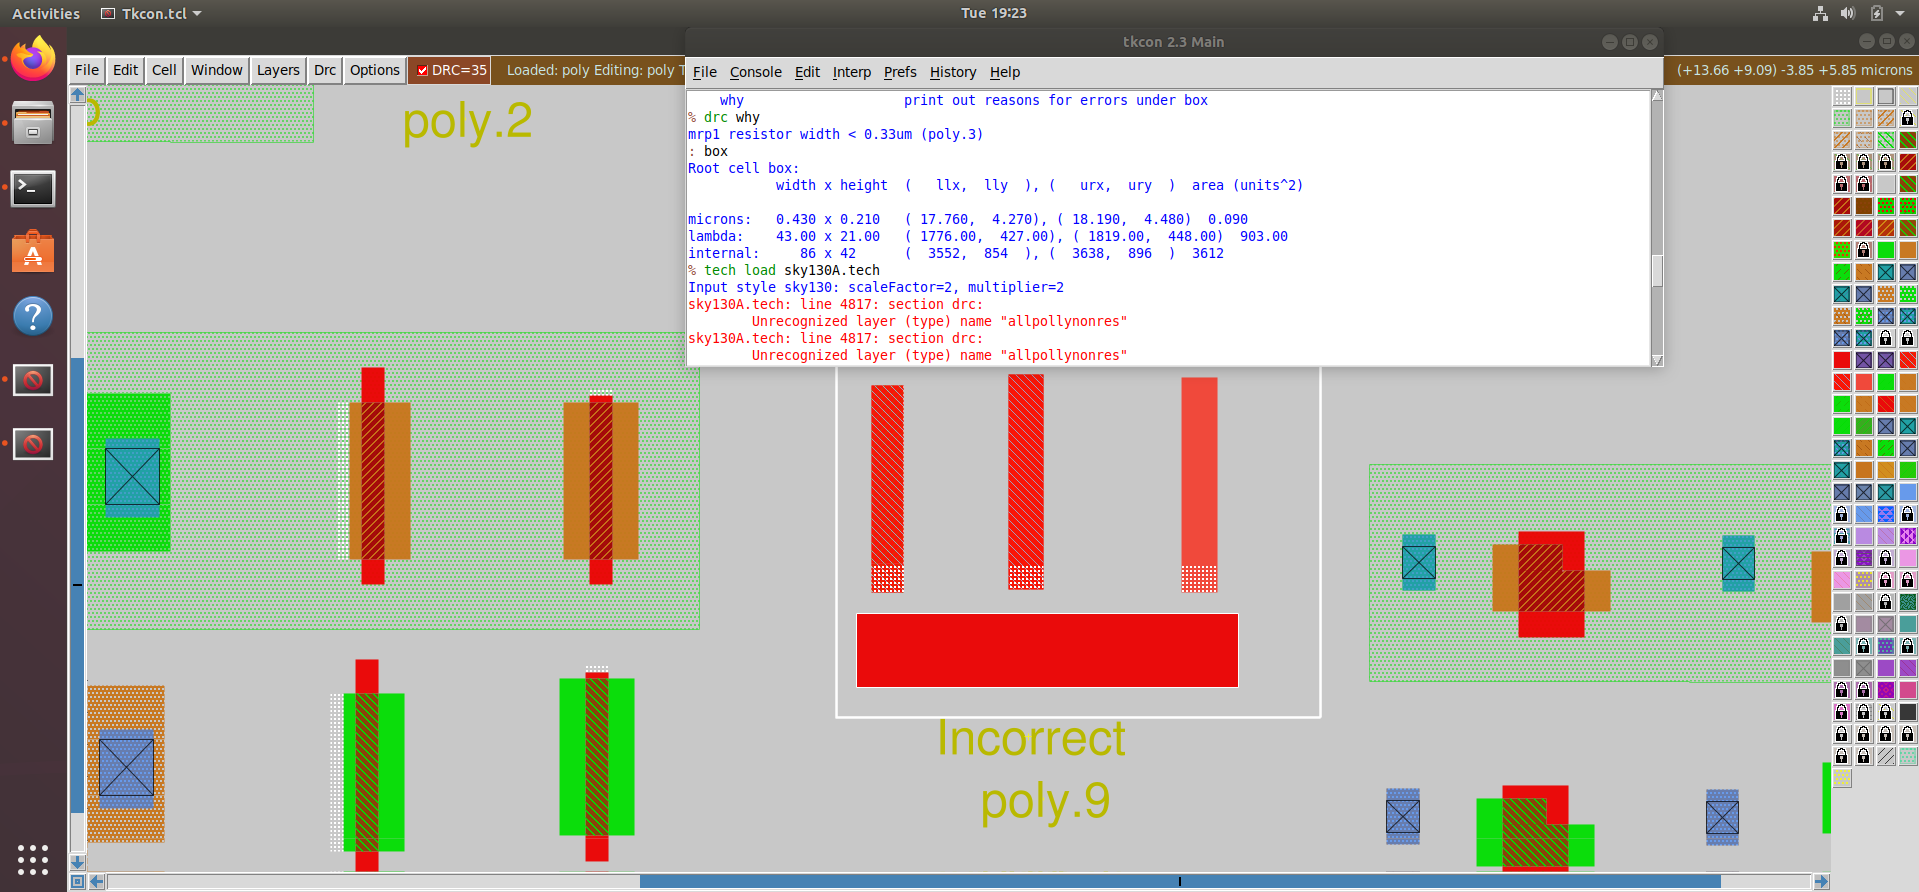 Activities Tkcon.tcl Tue 19:23
tkcon 2.3 Main
File Edit Cell Window Layers Drc Options DRC=35 Loaded: poly Editing: poly T (+13.66 +9.09) -3.85 +5.85 microns
File Console Edit Interp Prefs History Help
why print out reasons for errors under box
% drc why
mrp1 resistor width < 0.33um (poly.3)
: box
Root cell box:
width x height ( llx, lly ), ( urx, ury ) area (units^2)
microns: 0.430 x 0.210 ( 17.760, 4.270), ( 18.190, 4.480) 0.090
lambda: 43.00 x 21.00 ( 1776.00, 427.00), ( 1819.00, 448.00) 903.00
internal: 86 x 42 ( 3552, 854 ), ( 3638, 896 ) 3612
% tech load sky130A.tech
Input style sky130: scaleFactor=2, multiplier=2
sky130A.tech: line 4817: section drc:
Unrecognized layer (type) name "allpollynonres"
sky130A.tech: line 4817: section drc:
Unrecognized layer (type) name "allpollynonres"
poly.2
Incorrect
poly.9